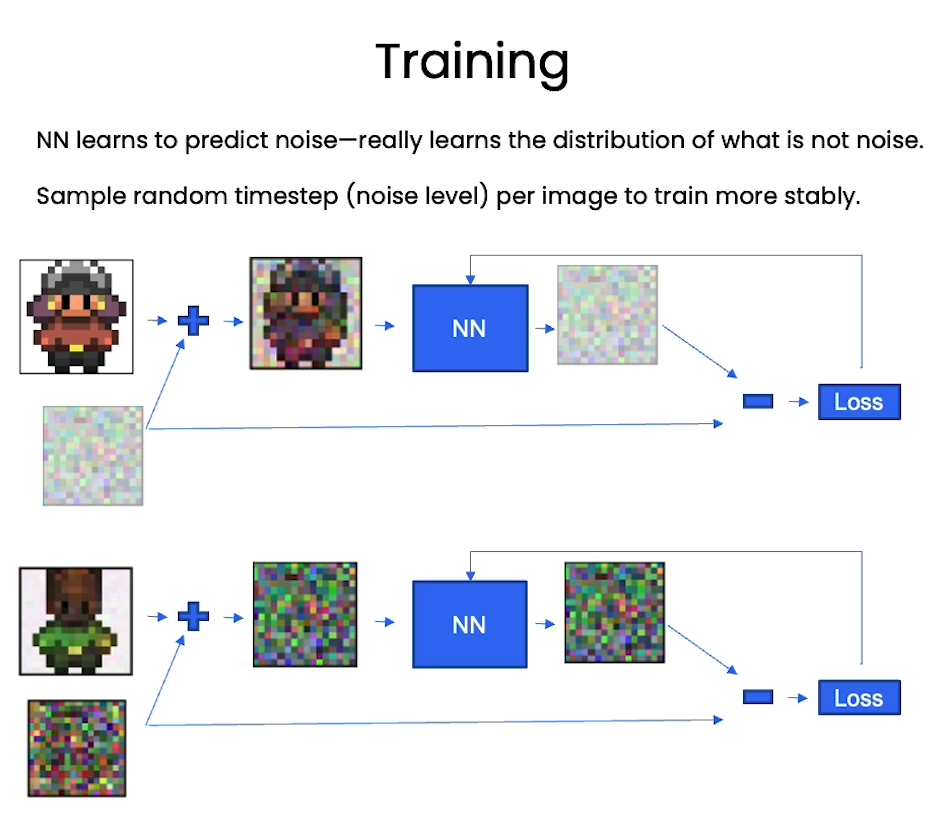 Training
NN learns to predict noise—really learns the distribution of what is not noise.
Sample random timestep (noise level) per image to train more stably.
NN
Loss
NN
Loss